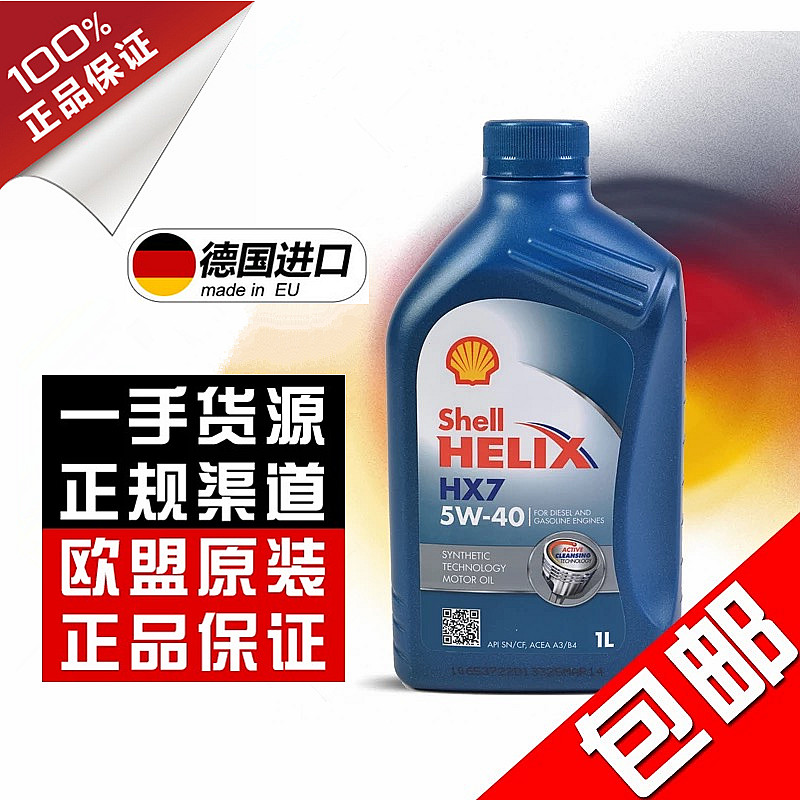 100%
正品保证
德国进口
made in EU
一手货源
正规渠道
欧盟原装
正品保证
Shell
HELIX
HX7
5W-40
FOR DIESEL AND
GASOLINE ENGINES
SYNTHETIC
TECHNOLOGY
MOTOR OIL
ACTIVE
CLEANSING
TECHNOLOGY
API SN/CF, ACEA A3/B4
1L
包邮